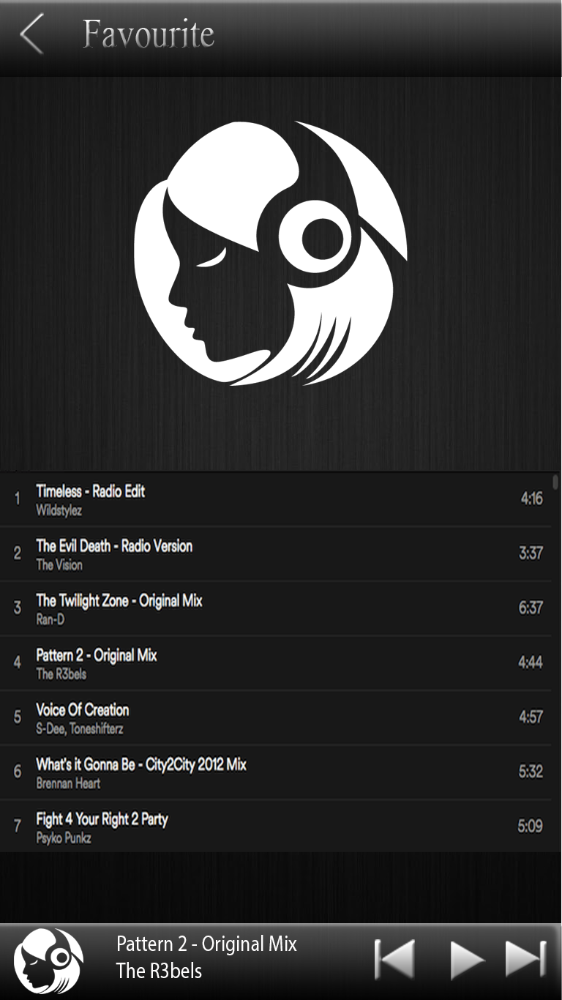 Favourite
1 Timeless - Radio Edit 4:16
Wildstylez
2 The Evil Death - Radio Version 3:37
The Vision
3 The Twilight Zone - Original Mix 6:37
Ran-D
4 Pattern 2 - Original Mix 4:44
The R3bels
5 Voice Of Creation 4:57
S-Dee, Toneshifterz
6 What's it Gonna Be - City2City 2012 Mix 5:32
Brennan Heart
7 Fight 4 Your Right 2 Party 5:09
Psyko Punkz
Pattern 2 - Original Mix
The R3bels